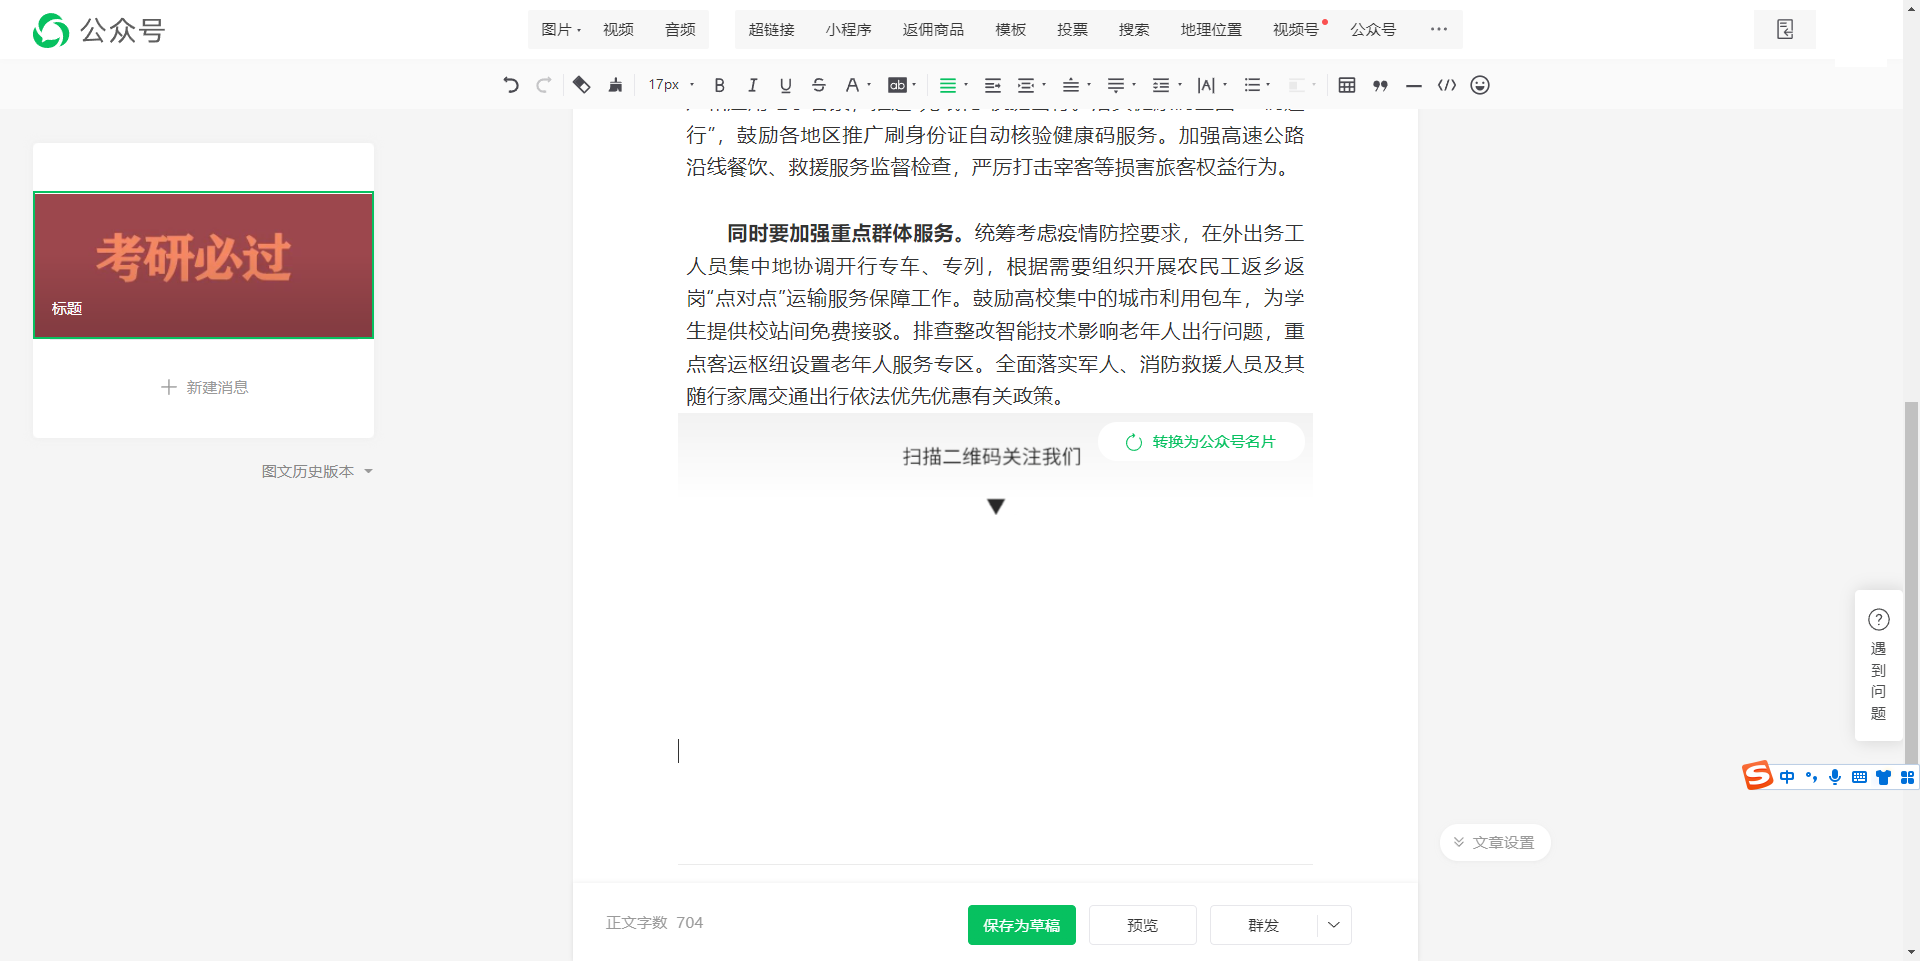 公众号
图片 视频 音频 超链接 小程序 返佣商品 模板 投票 搜索 地理位置 视频号 公众号 ···
17px B I U S A ab |A|
行”，鼓励各地区推广刷身份证自动核验健康码服务。加强高速公路
沿线餐饮、救援服务监督检查，严厉打击宰客等损害旅客权益行为。
考研必过
标题
新建消息
图文历史版本
同时要加强重点群体服务。统筹考虑疫情防控要求，在外出务工
人员集中地协调开行专车、专列，根据需要组织开展农民工返乡返
岗“点对点”运输服务保障工作。鼓励高校集中的城市利用包车，为学
生提供校站间免费接驳。排查整改智能技术影响老年人出行问题，重
点客运枢纽设置老年人服务专区。全面落实军人、消防救援人员及其
随行家属交通出行依法优先优惠有关政策。
转换为公众号名片
扫描二维码关注我们
?
遇
到
问
题
S 中
文章设置
正文字数 704
保存为草稿 预览 群发